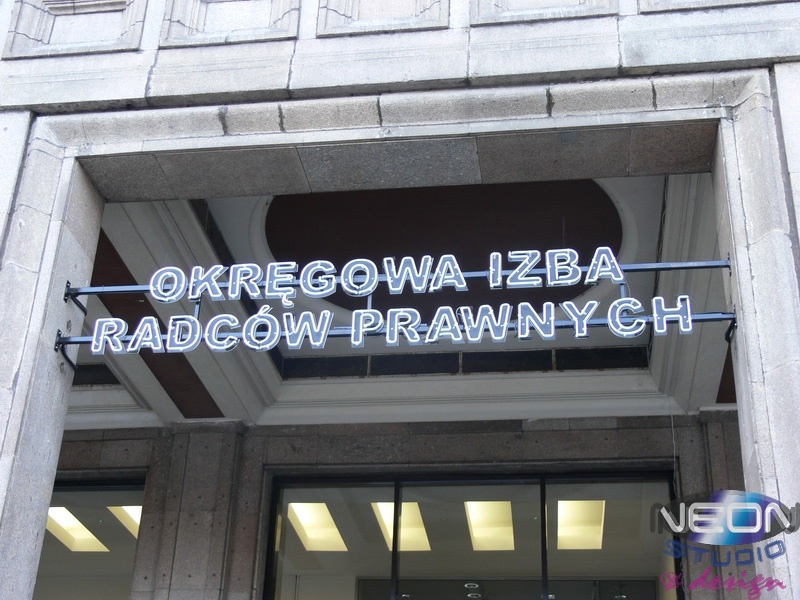 OKRĘGOWA IZBA
RADCÓW PRAWNYCH
NEON
STUDIO
@ design